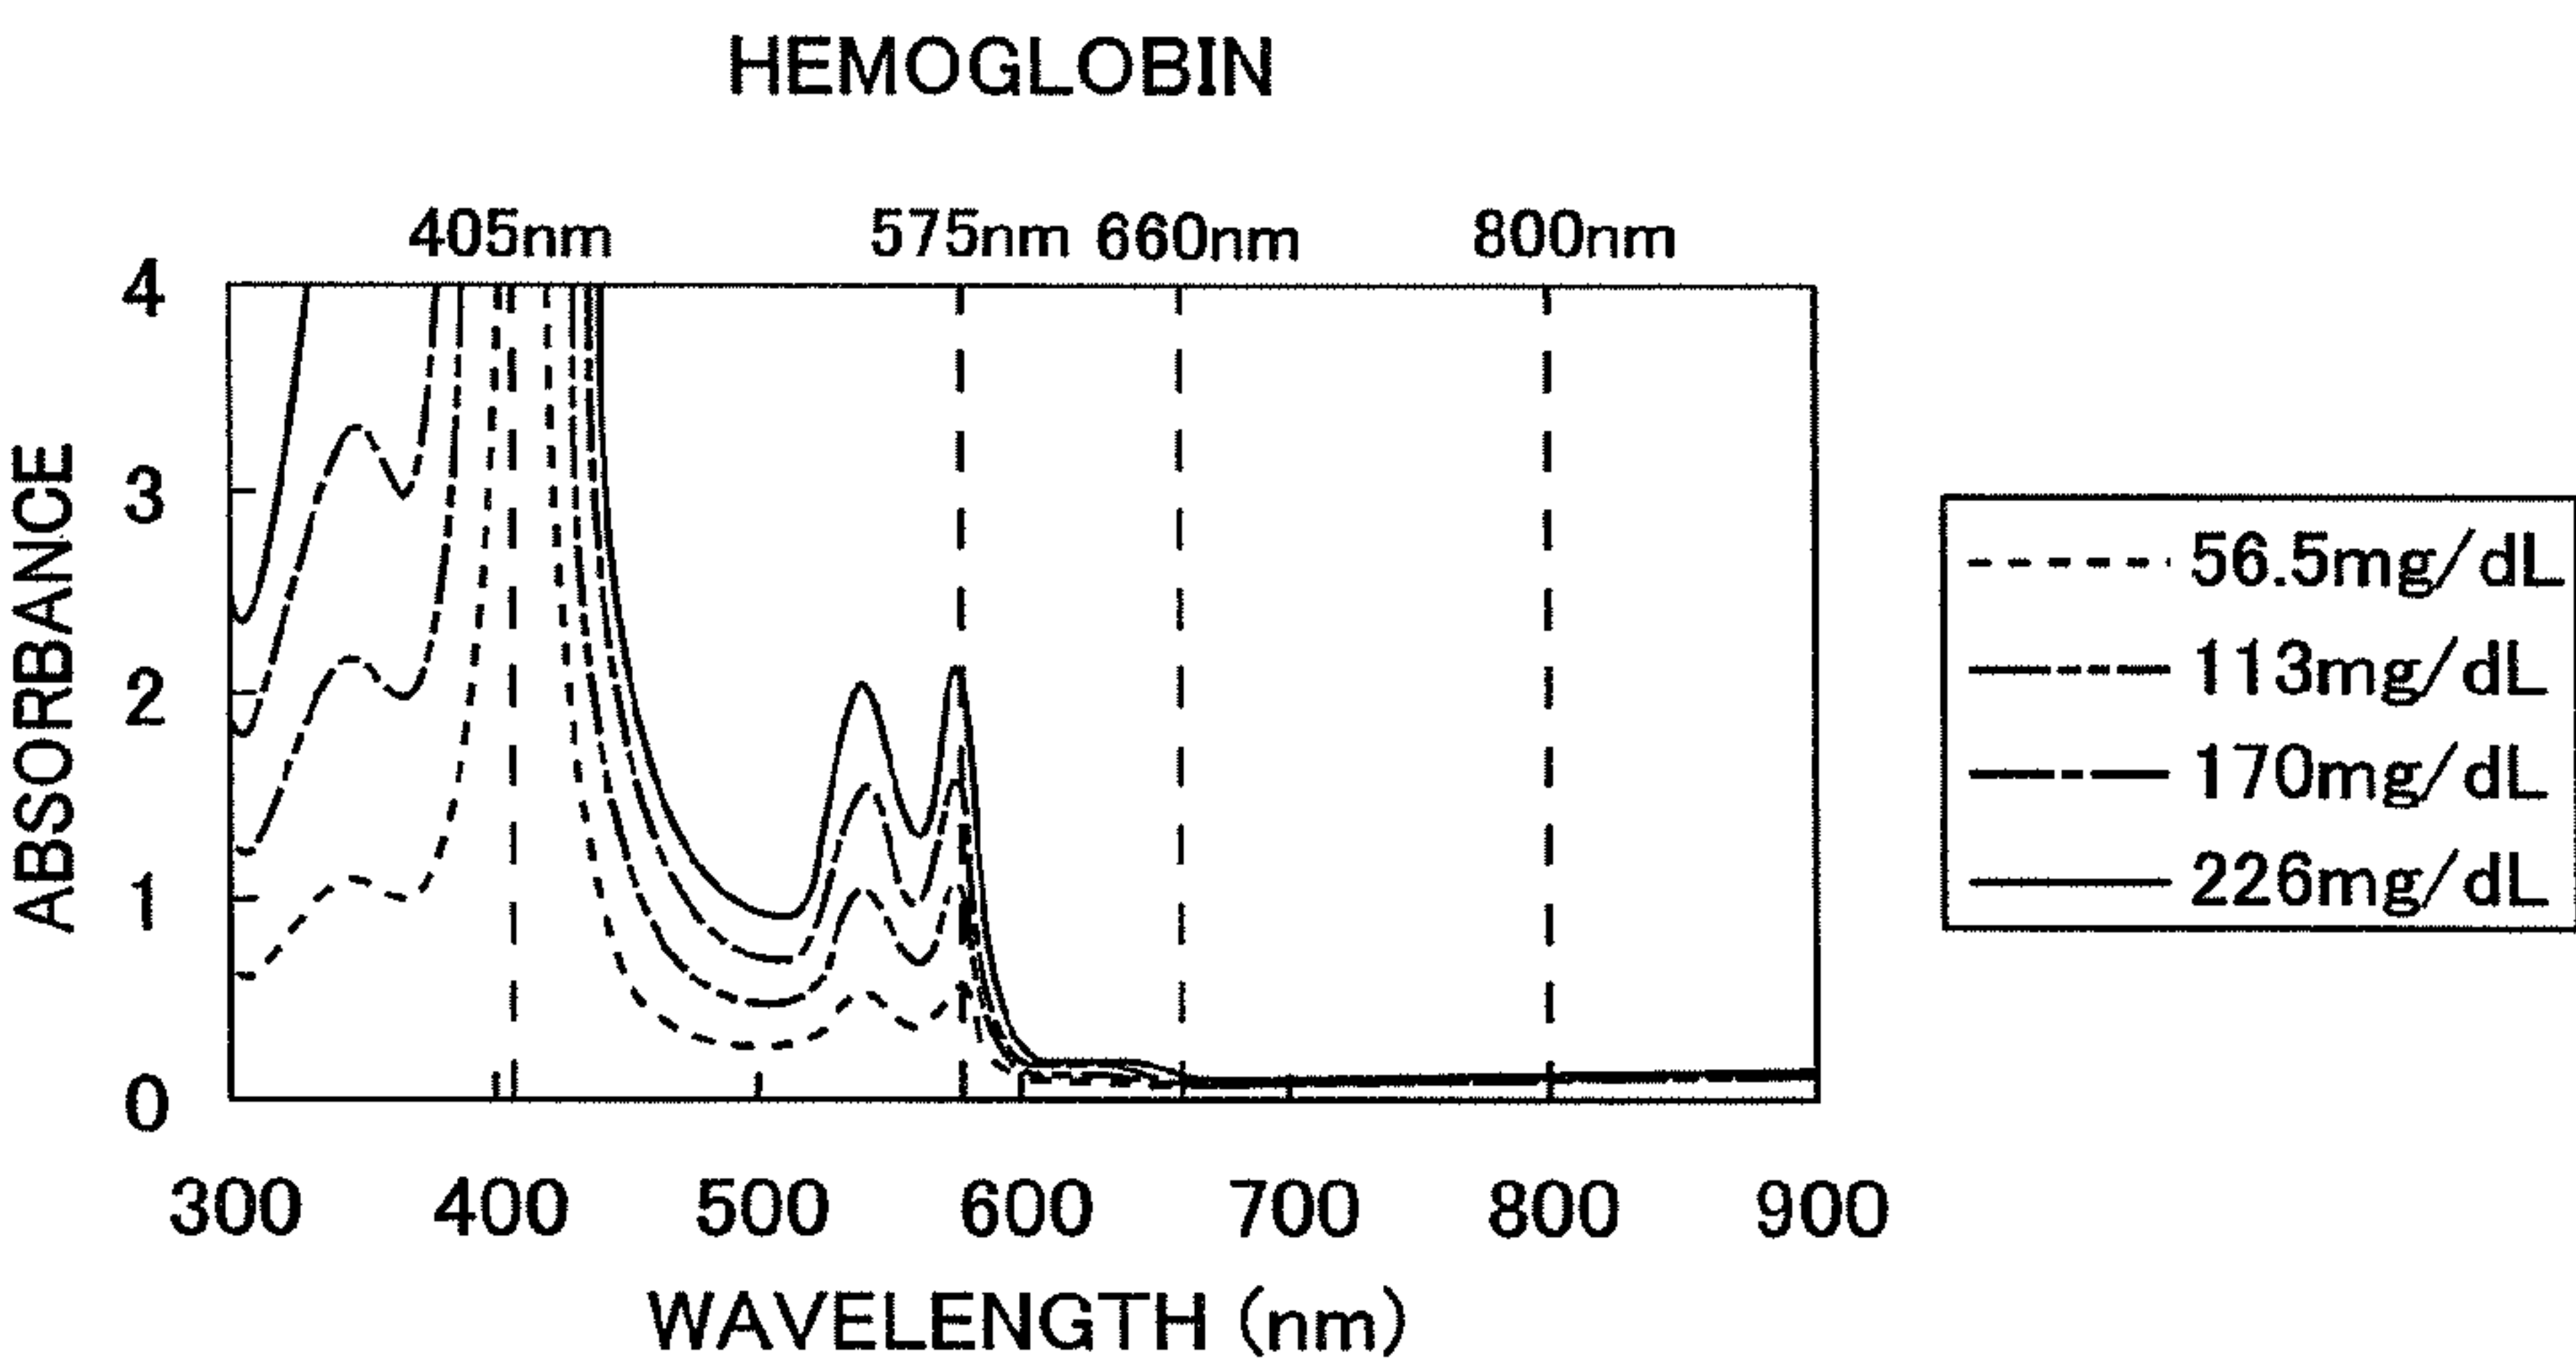 HEMOGLOBIN
405nm 575nm 660nm 800nm
4
3
2
1
0
ABSORBANCE
300 400 500 600 700 800 900
WAVELENGTH (nm)
56.5mg/dL
113mg/dL
170mg/dL
226mg/dL